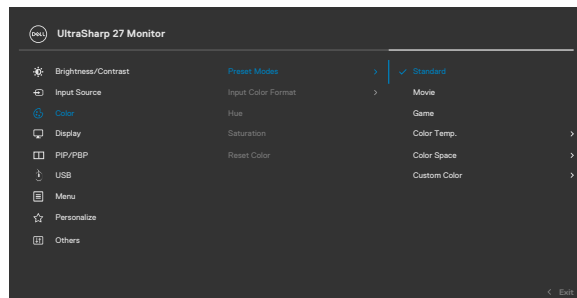 DELL UltraSharp 27 Monitor
Brightness/Contrast Preset Modes > ✓ Standard
Input Source Input Color Format > Movie
Color Hue Game
Display Saturation Color Temp. >
PIP/PBP Reset Color Color Space >
USB Custom Color >
Menu
Personalize
Others
< Exit